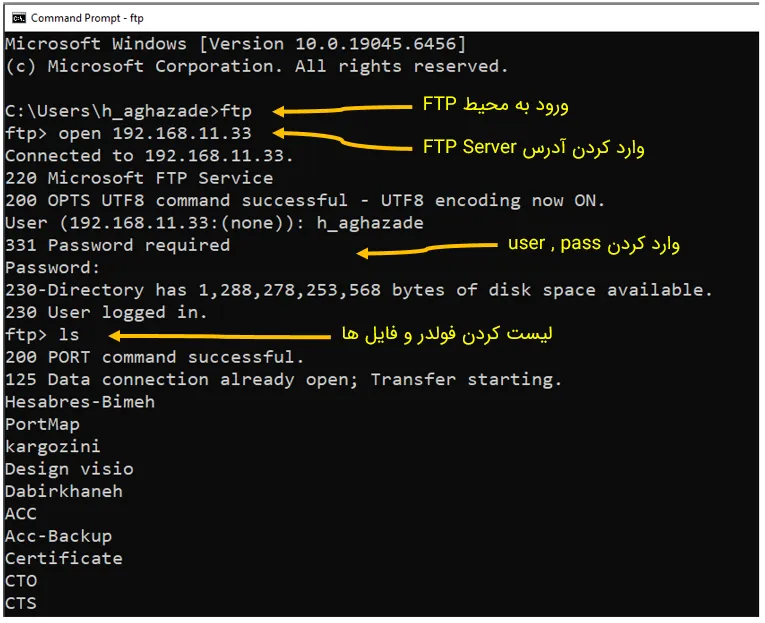 Command Prompt - ftp
Microsoft Windows [Version 10.0.19045.6456]
(c) Microsoft Corporation. All rights reserved.
C:\Users\h_aghazade>ftp
ورود به محیط FTP
ftp> open 192.168.11.33
وارد کردن آدرس FTP Server
Connected to 192.168.11.33.
220 Microsoft FTP Service
200 OPTS UTF8 command successful - UTF8 encoding now ON.
User (192.168.11.33:(none)): h_aghazade
331 Password required
وارد کردن user , pass
Password:
230-Directory has 1,288,278,253,568 bytes of disk space available.
230 User logged in.
ftp> ls
لیست کردن فولدر و فایل ها
200 PORT command successful.
125 Data connection already open; Transfer starting.
Hesabres-Bimeh
PortMap
kargozini
Design visio
Dabirkhaneh
ACC
Acc-Backup
Certificate
CTO
CTS